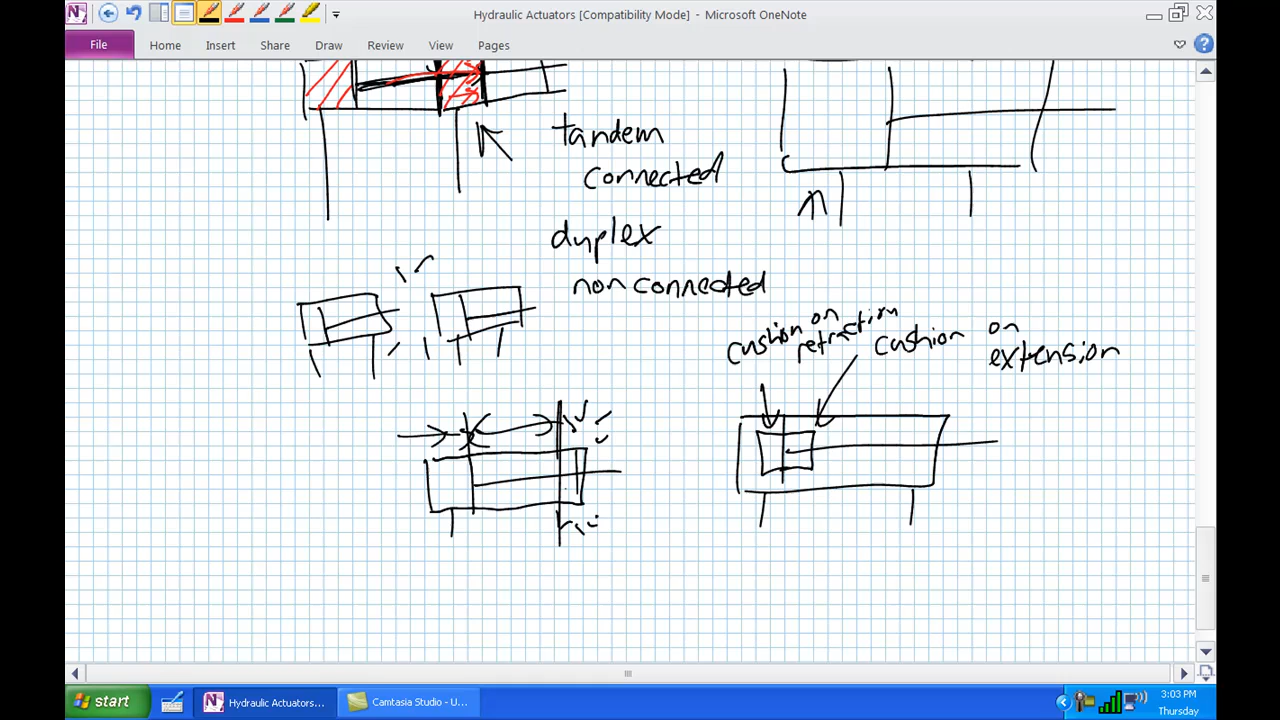 Hydraulic Actuators [Compatibility Mode] - Microsoft OneNote
File Home Insert Share Draw Review View Pages
tandem
connected
duplex
non connected
cushion on
retraction
cushion on
extension
start
Hydraulic Actuators...
Camtasia Studio - U...
3:03 PM
Thursday